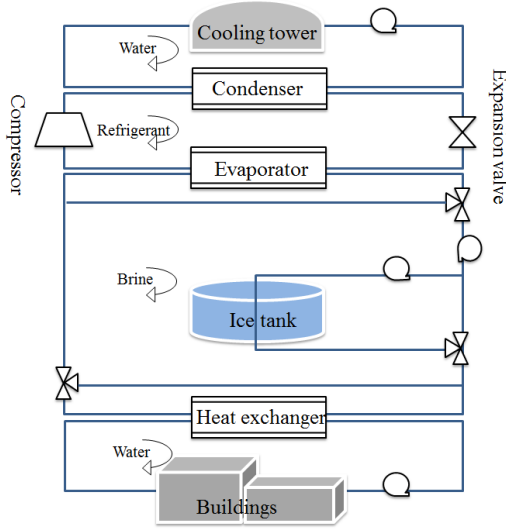 Cooling tower
Water
Condenser
Compressor
Refrigerant
Expansion valve
Evaporator
Brine
Ice tank
Heat exchanger
Water
Buildings